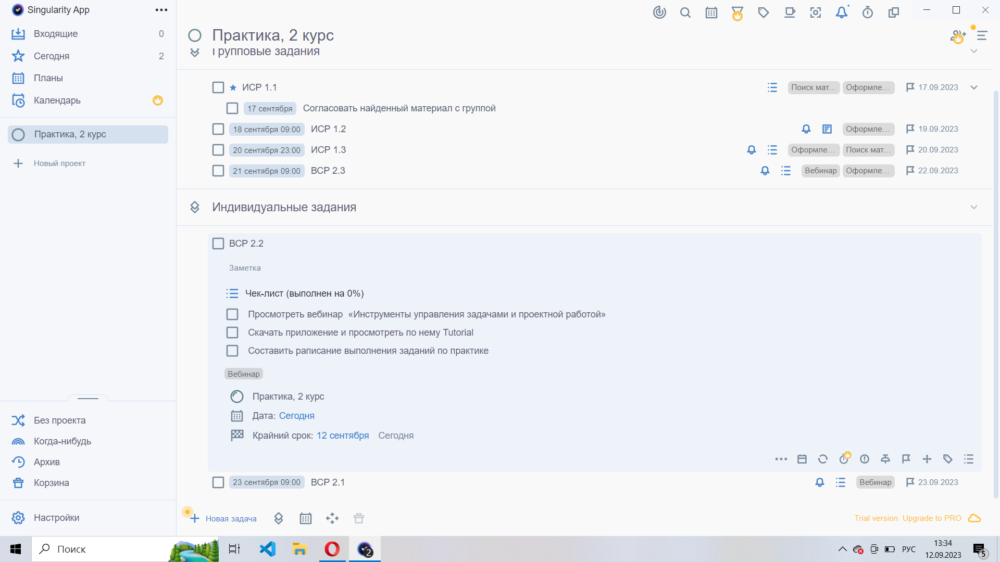 Singularity App
Входящие 0
Сегодня 2
Планы
Календарь
Практика, 2 курс
Новый проект
Без проекта
Когда-нибудь
Архив
Корзина
Настройки
Практика, 2 курс
Групповые задания
ИСР 1.1 Поиск мат... Оформле... 17.09.2023
17 сентября Согласовать найденный материал с группой
18 сентября 09:00 ИСР 1.2 Оформле... 19.09.2023
20 сентября 23:00 ИСР 1.3 Оформле... Поиск мат... 20.09.2023
21 сентября 09:00 ВСР 2.3 Вебинар Оформле... 22.09.2023
Индивидуальные задания
ВСР 2.2
Заметка
Чек-лист (выполнен на 0%)
Просмотреть вебинар «Инструменты управления задачами и проектной работой»
Скачать приложение и просмотреть по нему Tutorial
Составить раписание выполнения заданий по практике
Вебинар
Практика, 2 курс
Дата: Сегодня
Крайний срок: 12 сентября Сегодня
23 сентября 09:00 ВСР 2.1 Вебинар 23.09.2023
Новая задача
Trial version. Upgrade to PRO
Поиск
2
РУС
13:34
12.09.2023
5